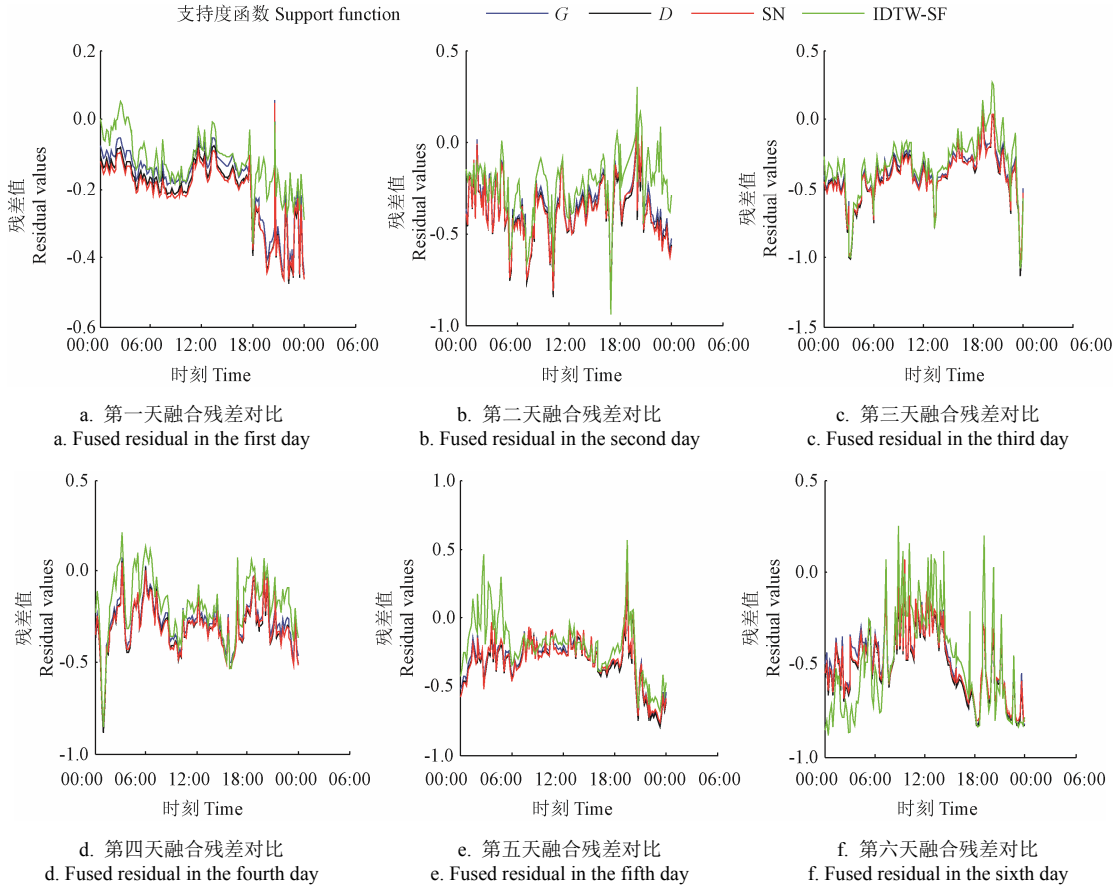 支持度函数 Support function G D SN IDTW-SF
0.2
0.0
-0.2
-0.4
-0.6
残差值
Residual values
00:00 06:00 12:00 18:00 00:00 06:00
时刻 Time
a. 第一天融合残差对比
a. Fused residual in the first day
0.5
0.0
-0.5
-1.0
残差值
Residual values
00:00 06:00 12:00 18:00 00:00 06:00
时刻 Time
b. 第二天融合残差对比
b. Fused residual in the second day
0.5
0.0
-0.5
-1.0
-1.5
残差值
Residual values
00:00 06:00 12:00 18:00 00:00 06:00
时刻 Time
c. 第三天融合残差对比
c. Fused residual in the third day
0.5
0.0
-0.5
-1.0
残差值
Residual values
00:00 06:00 12:00 18:00 00:00 06:00
时刻 Time
d. 第四天融合残差对比
d. Fused residual in the fourth day
1.0
0.5
0.0
-0.5
-1.0
残差值
Residual values
00:00 06:00 12:00 18:00 00:00 06:00
时刻 Time
e. 第五天融合残差对比
e. Fused residual in the fifth day
0.5
0.0
-0.5
-1.0
残差值
Residual values
00:00 06:00 12:00 18:00 00:00 06:00
时刻 Time
f. 第六天融合残差对比
f. Fused residual in the sixth day